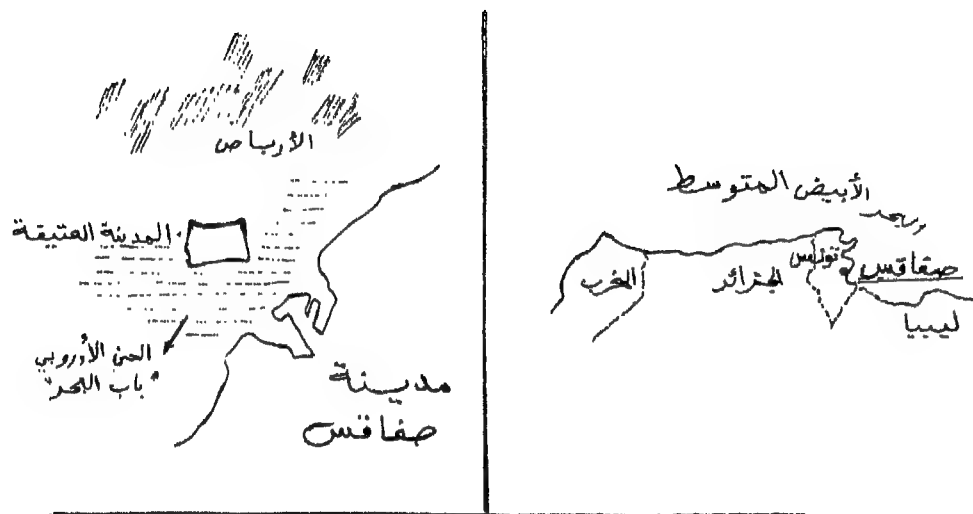 الأرباض
المدينة العتيقة
الحي الأوروبي
"باب البحر"
مدينة
صفاقس
الأبيض المتوسط
البحر
تونس
صفاقس
الجزائر
المغرب
ليبيا